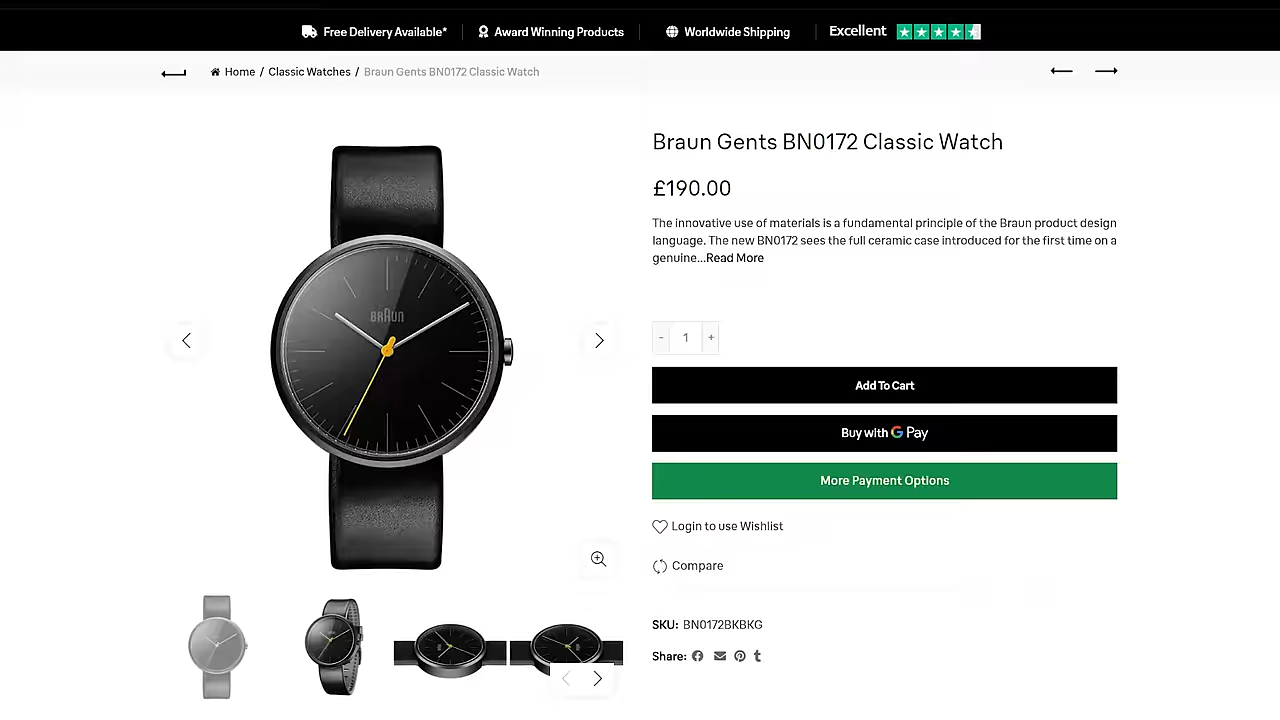 Free Delivery Available*
Award Winning Products
Worldwide Shipping
Excellent
Home / Classic Watches / Braun Gents BN0172 Classic Watch
Braun Gents BN0172 Classic Watch
£190.00
The innovative use of materials is a fundamental principle of the Braun product design
language. The new BN0172 sees the full ceramic case introduced for the first time on a
genuine...Read More
BRAUN
- 1 +
Add To Cart
Buy with G Pay
More Payment Options
Login to use Wishlist
Compare
SKU: BN0172BKBKG
Share: